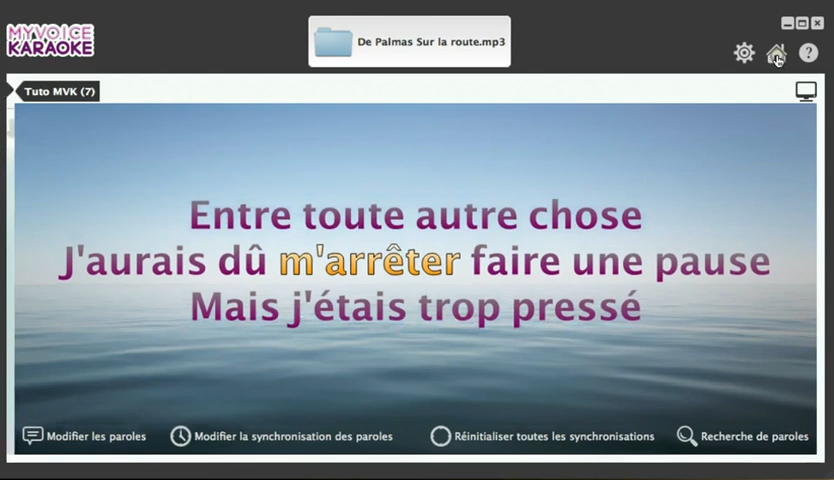 MYVOICE
KARAOKE
De Palmas Sur la route.mp3
?
Tuto MVK (7)
Entre toute autre chose
J'aurais dû m'arrêter faire une pause
Mais j'étais trop pressé
Modifier les paroles
Modifier la synchronisation des paroles
Réinitialiser toutes les synchronisations
Recherche de paroles